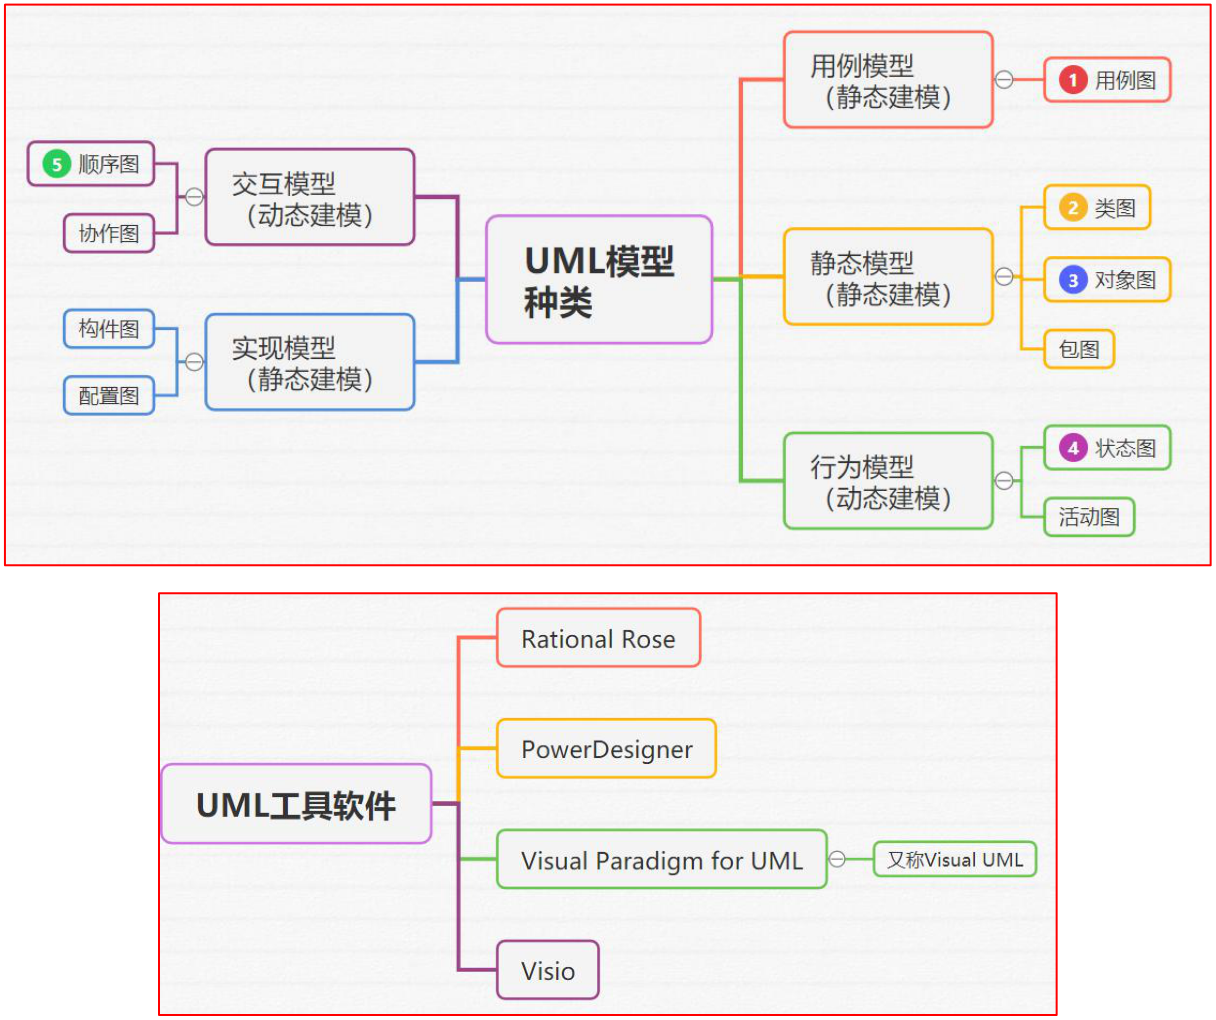 UML模型
种类
用例模型
（静态建模）
1 用例图
静态模型
（静态建模）
2 类图
3 对象图
包图
行为模型
（动态建模）
4 状态图
活动图
交互模型
（动态建模）
5 顺序图
协作图
实现模型
（静态建模）
构件图
配置图
UML工具软件
Rational Rose
PowerDesigner
Visual Paradigm for UML
又称Visual UML
Visio